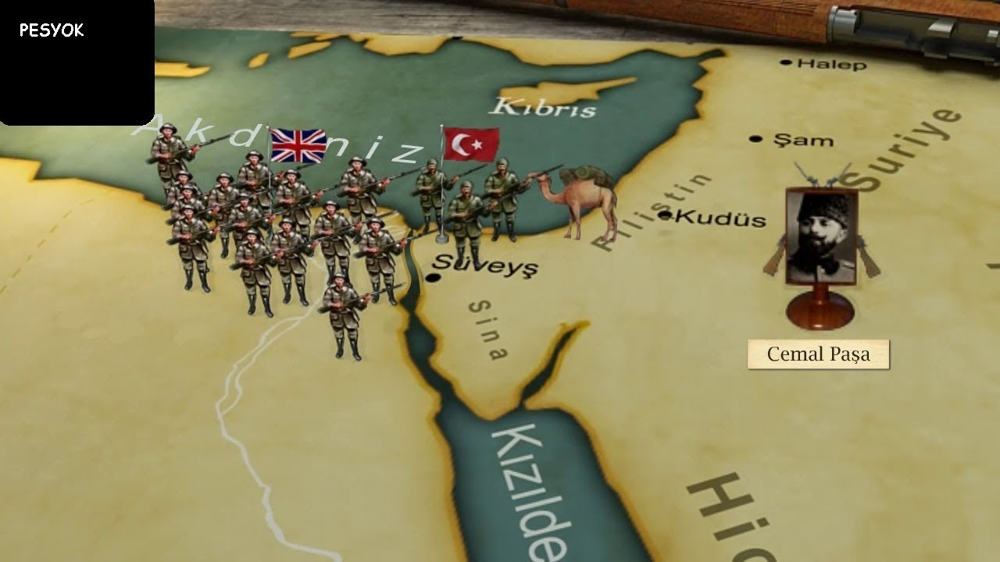 PESYOK
Halep
Kıbrıs
Akdeniz
Şam
Suriye
Filistin
Kudüs
Süveyş
Sina
Cemal Paşa
Kızılde
Hic